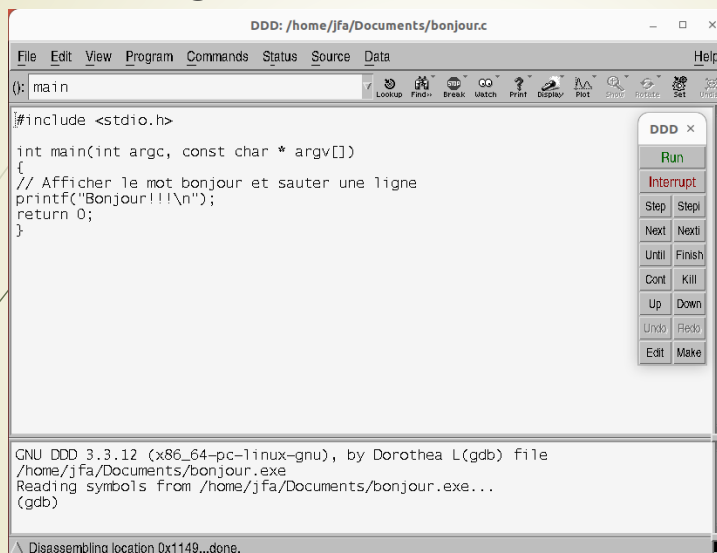 DDD: /home/jfa/Documents/bonjour.c
File Edit View Program Commands Status Source Data Help
(): main
Lookup Find» Break Watch Print Display Plot Show Rotate Set Undisp
#include <stdio.h>
int main(int argc, const char * argv[])
{
// Afficher le mot bonjour et sauter une ligne
printf("Bonjour!!!\n");
return 0;
}
DDD
Run
Interrupt
Step Stepi
Next Nexti
Until Finish
Cont Kill
Up Down
Undo Redo
Edit Make
GNU DDD 3.3.12 (x86_64-pc-linux-gnu), by Dorothea L(gdb) file
/home/jfa/Documents/bonjour.exe
Reading symbols from /home/jfa/Documents/bonjour.exe...
(gdb)
Disassembling location 0x1149...done.